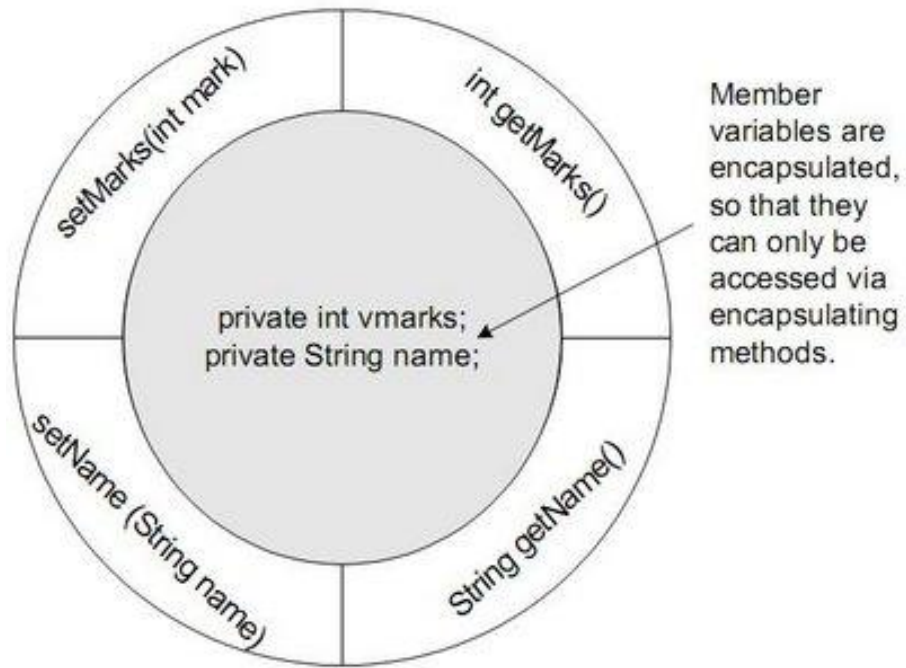 setMarks(int mark)
int getMarks()
private int vmarks;
private String name;
setName (String name)
String getName()
Member
variables are
encapsulated,
so that they
can only be
accessed via
encapsulating
methods.